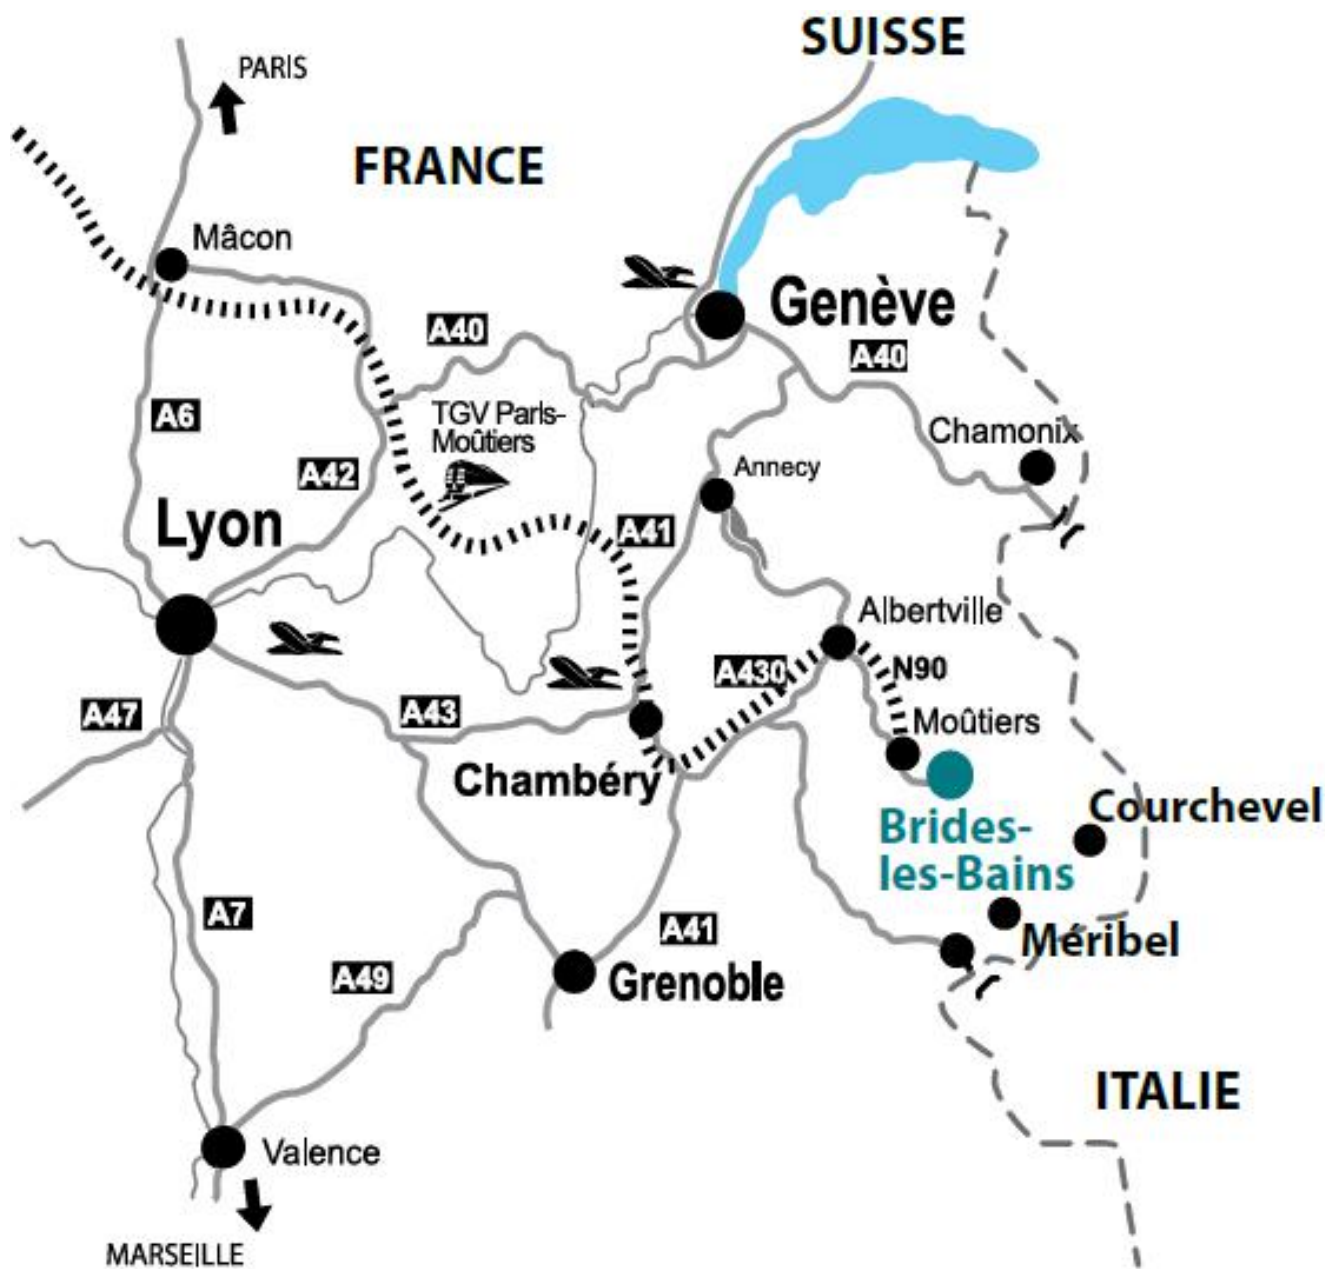 SUISSE
PARIS
FRANCE
Mâcon
Genève
A40
A40
A6
TGV Paris-
Moûtiers
Chamonix
A42
Annecy
Lyon
A41
Albertville
A430
N90
A47
A43
Moûtiers
Chambéry
Courchevel
Brides-
les-Bains
A7
A41
Méribel
A49
Grenoble
ITALIE
Valence
MARSEILLE